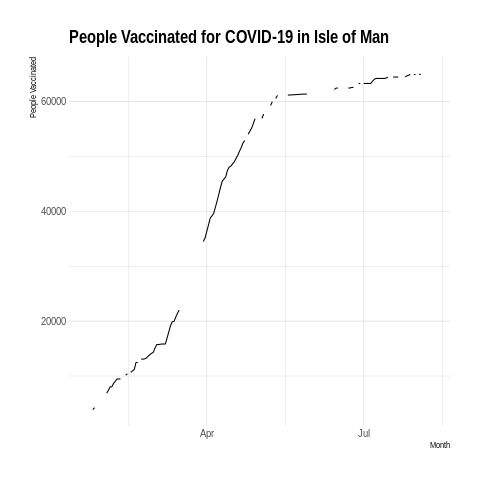 People Vaccinated for COVID-19 in Isle of Man
People Vaccinated
60000
40000
20000
Apr
Jul
Month